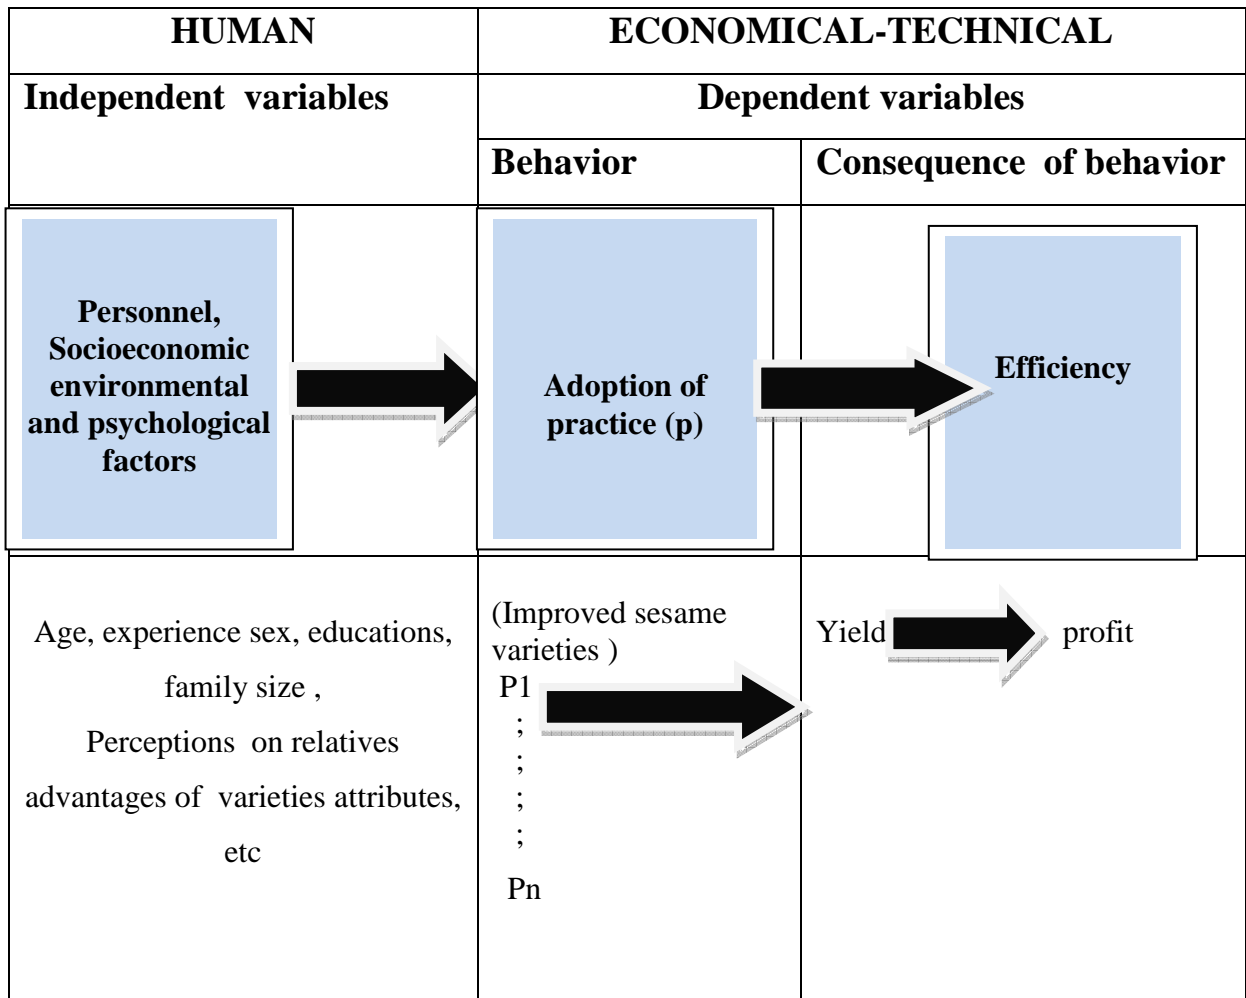 HUMAN
ECONOMICAL-TECHNICAL
Independent variables
Dependent variables
Behavior
Consequence of behavior
Personnel,
Socioeconomic
environmental
and psychological
factors
Adoption of
practice (p)
Efficiency
Age, experience sex, educations,
family size ,
Perceptions on relatives
advantages of varieties attributes,
etc
(Improved sesame
varieties )
P1
;
;
;
;
Pn
Yield
profit